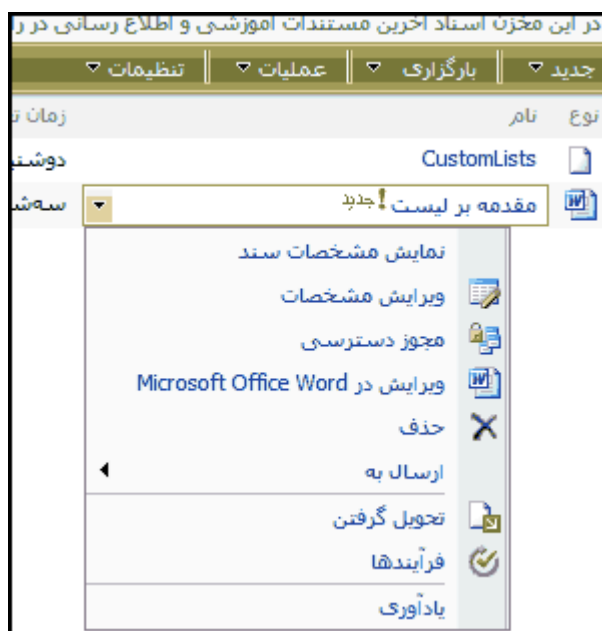 در این مخزن اسناد آخرین مستندات آموزشی و اطلاع رسانی در
جدید بارگزاری عملیات تنظیمات
نوع نام زمان
CustomLists
مقدمه بر لیست ! جدید
نمایش مشخصات سند
ویرایش مشخصات
مجوز دسترسی
ویرایش در Microsoft Office Word
حذف
ارسال به
تحویل گرفتن
فرآیندها
یادآوری